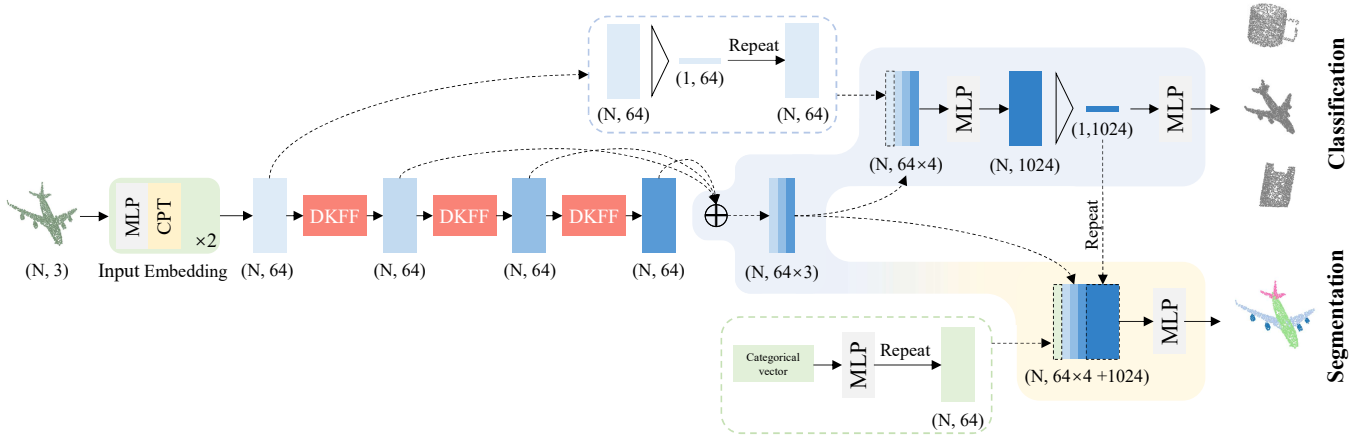 (N, 3)
MLP
CPT
×2
Input Embedding
(N, 64)
DKFF
(N, 64)
DKFF
(N, 64)
DKFF
(N, 64)
(N, 64)
(1, 64)
Repeat
(N, 64)
(N, 64×3)
(N, 64×4)
MLP
(N, 1024)
(1,1024)
MLP
Classification
Repeat
Categorical
vector
MLP
Repeat
(N, 64)
(N, 64×4 +1024)
MLP
Segmentation